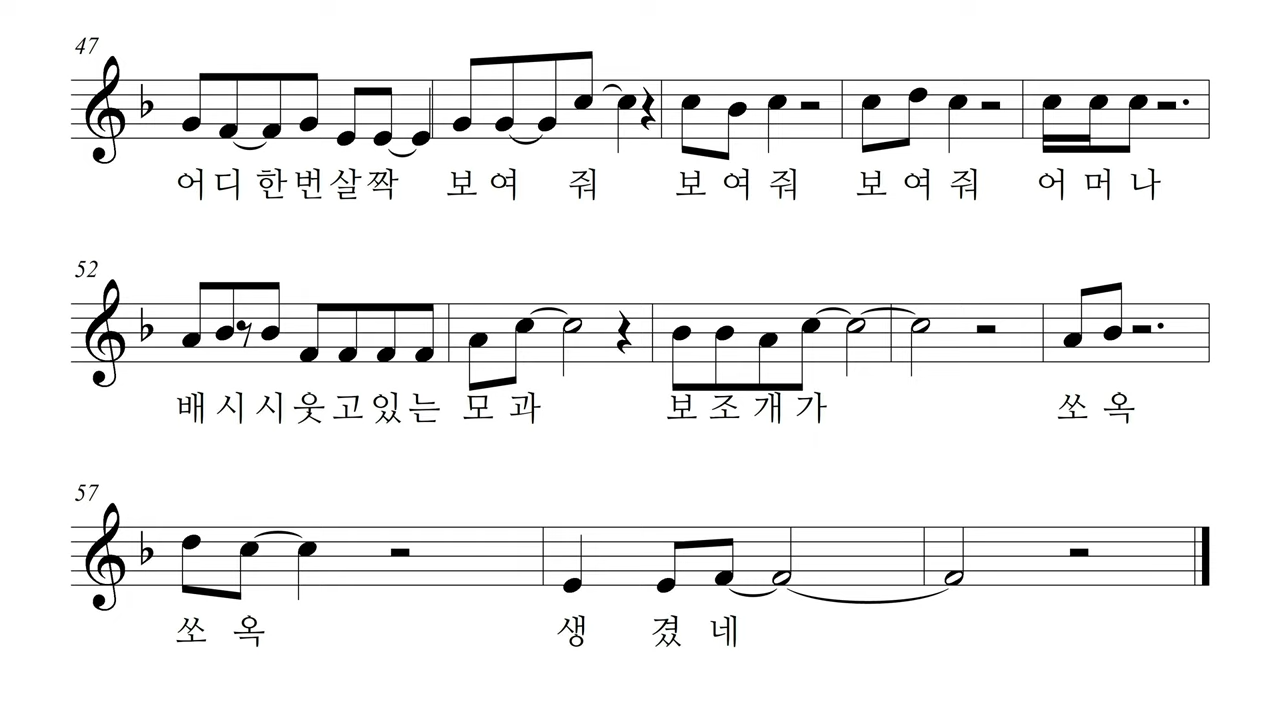 47
어디 한번살짝 보여 줘 보여줘 보여줘 어머나
52
배시시웃고있는 모과 보조개가 쏘옥
57
쏘옥 생 겼네